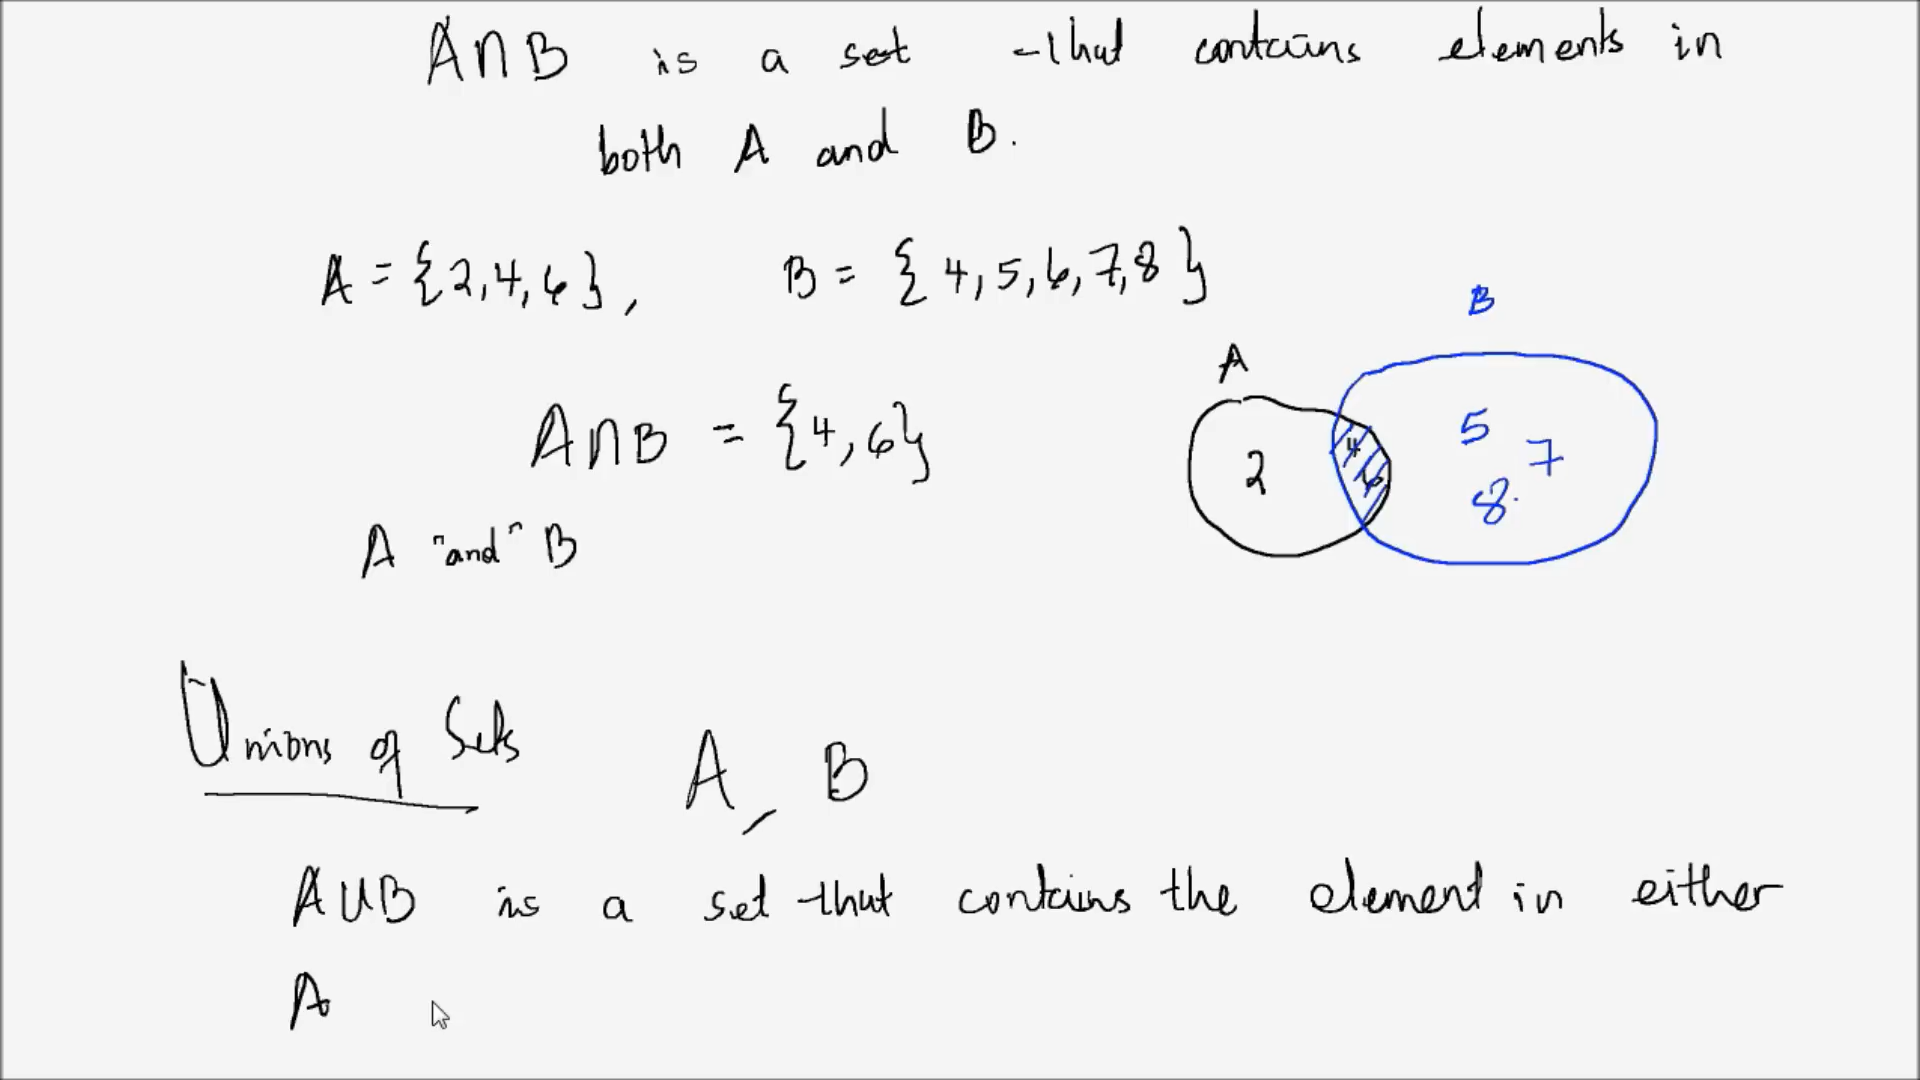 A∩B is a set that contains elements in
both A and B.
A = {2,4,6}, B = {4,5,6,7,8}
B
A
A∩B = {4,6}
2 4 6 5 7 8.
A "and" B
Unions of Sets A, B
A∪B is a set that contains the element in either
A